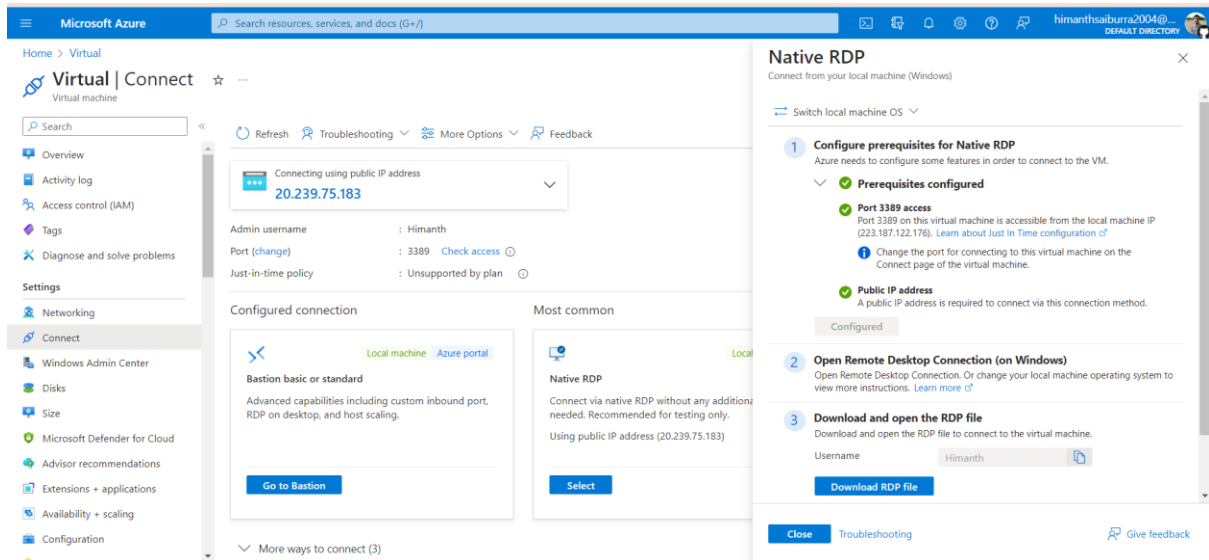 Microsoft Azure
Search resources, services, and docs (G+/)
himanthsaiburra2004@...
DEFAULT DIRECTORY
Home > Virtual
Virtual | Connect
Virtual machine
Search
Overview
Activity log
Access control (IAM)
Tags
Diagnose and solve problems
Settings
Networking
Connect
Windows Admin Center
Disks
Size
Microsoft Defender for Cloud
Advisor recommendations
Extensions + applications
Availability + scaling
Configuration
Refresh Troubleshooting More Options Feedback
Connecting using public IP address
20.239.75.183
Admin username : Himanth
Port (change) : 3389 Check access
Just-in-time policy : Unsupported by plan
Configured connection
Local machine Azure portal
Bastion basic or standard
Advanced capabilities including custom inbound port,
RDP on desktop, and host scaling.
Go to Bastion
Most common
Local
Native RDP
Connect via native RDP without any additiona
needed. Recommended for testing only.
Using public IP address (20.239.75.183)
Select
More ways to connect (3)
Native RDP
Connect from your local machine (Windows)
Switch local machine OS
1 Configure prerequisites for Native RDP
Azure needs to configure some features in order to connect to the VM.
Prerequisites configured
Port 3389 access
Port 3389 on this virtual machine is accessible from the local machine IP
(223.187.122.176). Learn about Just In Time configuration
Change the port for connecting to this virtual machine on the
Connect page of the virtual machine.
Public IP address
A public IP address is required to connect via this connection method.
Configured
2 Open Remote Desktop Connection (on Windows)
Open Remote Desktop Connection. Or change your local machine operating system to
view more instructions. Learn more
3 Download and open the RDP file
Download and open the RDP file to connect to the virtual machine.
Username Himanth
Download RDP file
Close Troubleshooting Give feedback